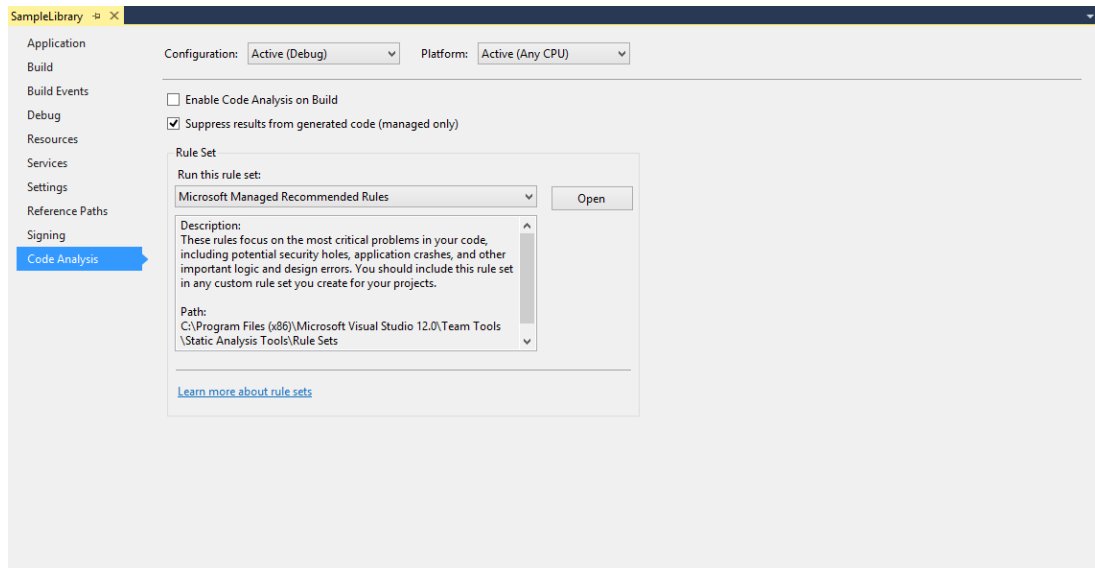 SampleLibrary
Application
Build
Build Events
Debug
Resources
Services
Settings
Reference Paths
Signing
Code Analysis
Configuration: Active (Debug) Platform: Active (Any CPU)
Enable Code Analysis on Build
Suppress results from generated code (managed only)
Rule Set
Run this rule set:
Microsoft Managed Recommended Rules
Open
Description:
These rules focus on the most critical problems in your code,
including potential security holes, application crashes, and other
important logic and design errors. You should include this rule set
in any custom rule set you create for your projects.
Path:
C:\Program Files (x86)\Microsoft Visual Studio 12.0\Team Tools
\Static Analysis Tools\Rule Sets
Learn more about rule sets